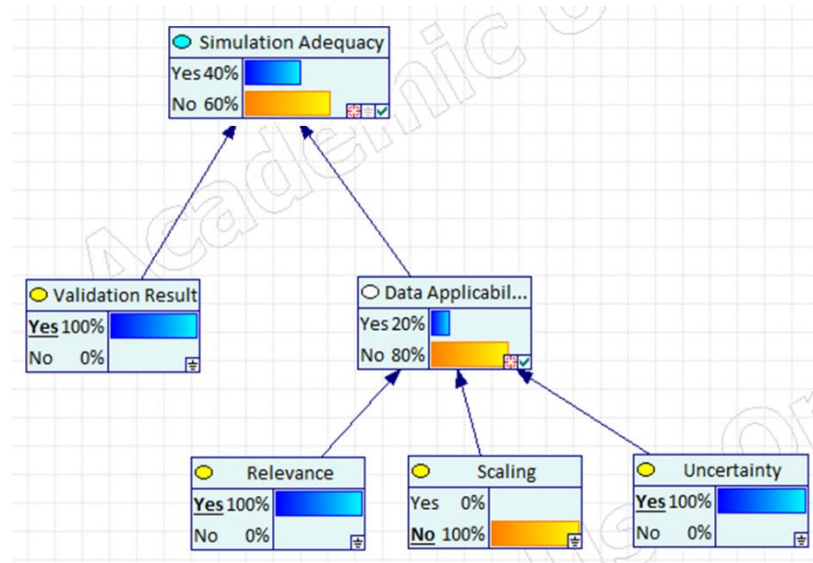 Simulation Adequacy
Yes 40%
No 60%
Validation Result
Yes 100%
No 0%
Data Applicabil...
Yes 20%
No 80%
Relevance
Yes 100%
No 0%
Scaling
Yes 0%
No 100%
Uncertainty
Yes 100%
No 0%
Academic